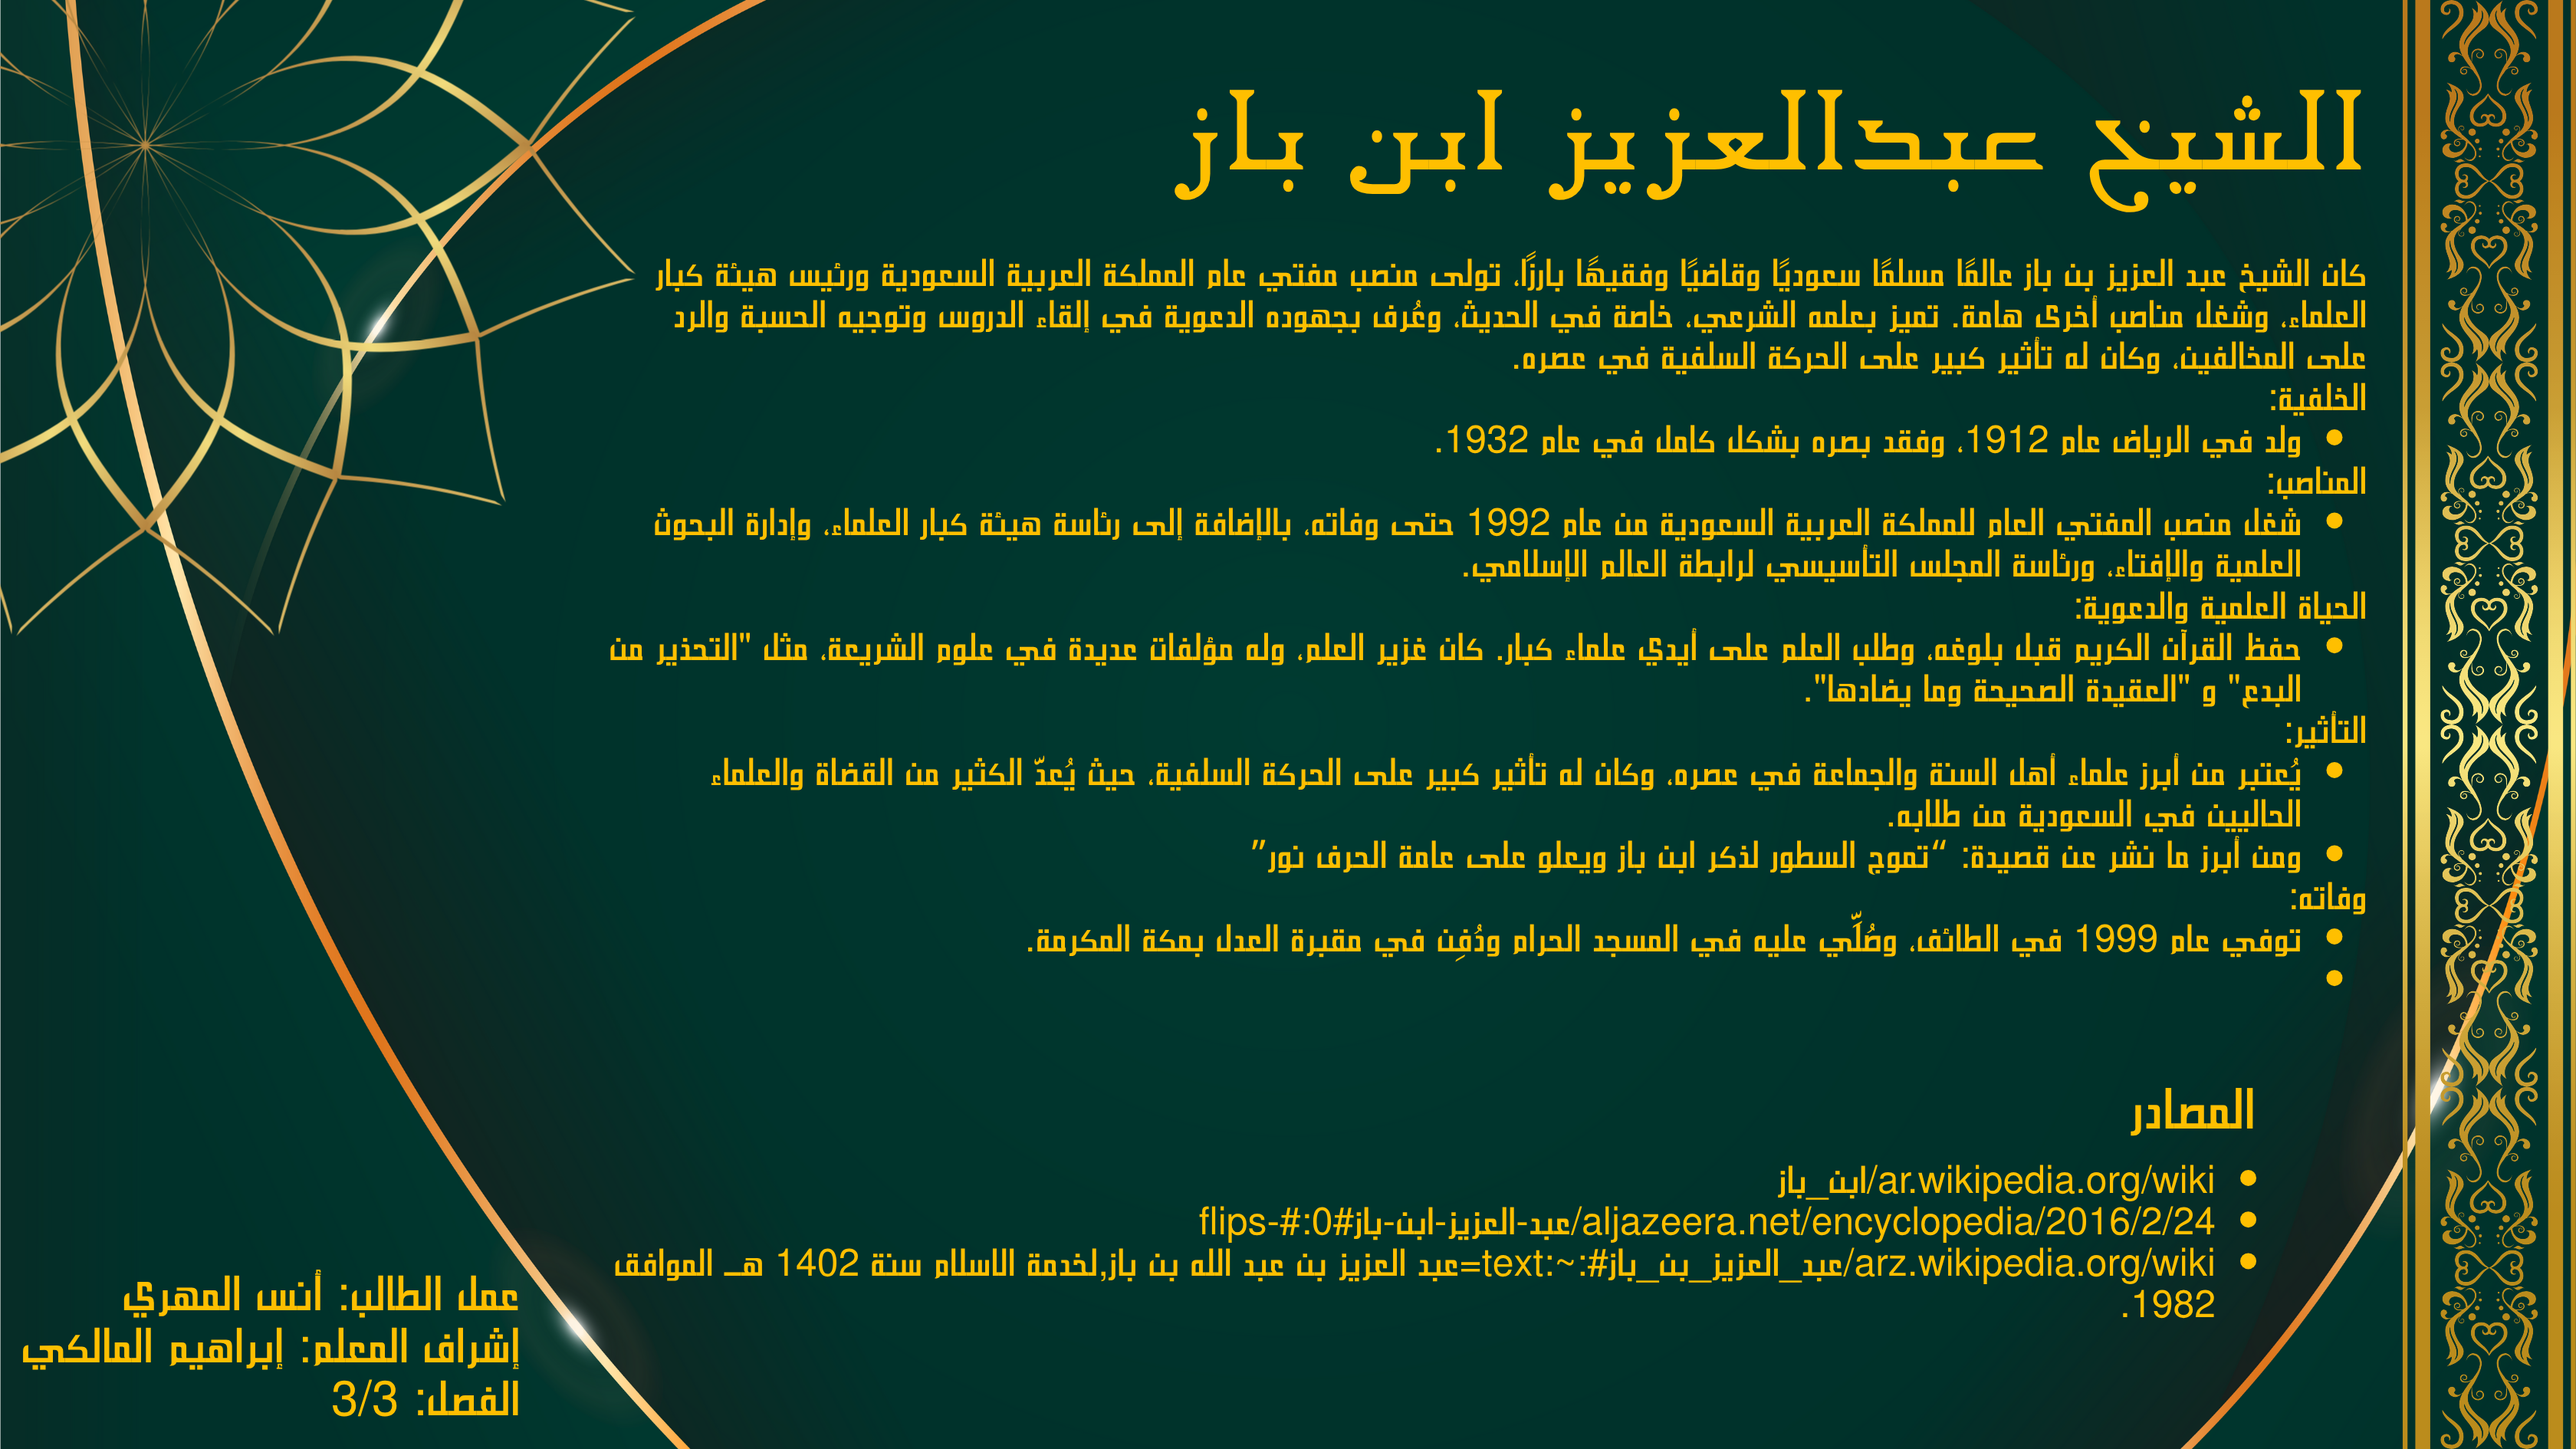 الشيخ عبدالعزيز ابن باز
كان الشيخ عبد العزيز بن باز عالمًا مسلمًا سعوديًا وقاضيًا وفقيهًا بارزًا، تولى منصب مفتي عام المملكة العربية السعودية ورئيس هيئة كبار
العلماء، وشغل مناصب أخرى هامة. تميز بعلمه الشرعي، خاصة في الحديث، وعُرف بجهوده الدعوية في إلقاء الدروس وتوجيه الحسبة والرد
على المخالفين، وكان له تأثير كبير على الحركة السلفية في عصره.
الخلفية:
● ولد في الرياض عام 1912، وفقد بصره بشكل كامل في عام 1932.
المناصب:
● شغل منصب المفتي العام للمملكة العربية السعودية من عام 1992 حتى وفاته، بالإضافة إلى رئاسة هيئة كبار العلماء، وإدارة البحوث
العلمية والإفتاء، ورئاسة المجلس التأسيسي لرابطة العالم الإسلامي.
الحياة العلمية والدعوية:
● حفظ القرآن الكريم قبل بلوغه، وطلب العلم على أيدي علماء كبار. كان غزير العلم، وله مؤلفات عديدة في علوم الشريعة، مثل "التحذير من
البدع" و "العقيدة الصحيحة وما يضادها".
التأثير:
● يُعتبر من أبرز علماء أهل السنة والجماعة في عصره، وكان له تأثير كبير على الحركة السلفية، حيث يُعدّ الكثير من القضاة والعلماء
الحاليين في السعودية من طلابه.
● ومن أبرز ما نشر عن قصيدة: “تموج السطور لذكر ابن باز ويعلو على عامة الحرف نور”
وفاته:
● توفي عام 1999 في الطائف، وصُلِّي عليه في المسجد الحرام ودُفِن في مقبرة العدل بمكة المكرمة.
●
المصادر
● ar.wikipedia.org/wiki/ابن_باز
● aljazeera.net/encyclopedia/2016/2/24/عبد-العزيز-ابن-باز#0:#-flips
● arz.wikipedia.org/wiki/عبد_العزيز_بن_باز#:~:text=عبد العزيز بن عبد الله بن باز,لخدمة الاسلام سنة 1402 هـ الموافق
1982.
عمل الطالب: أنس المهري
إشراف المعلم: إبراهيم المالكي
الفصل: 3/3